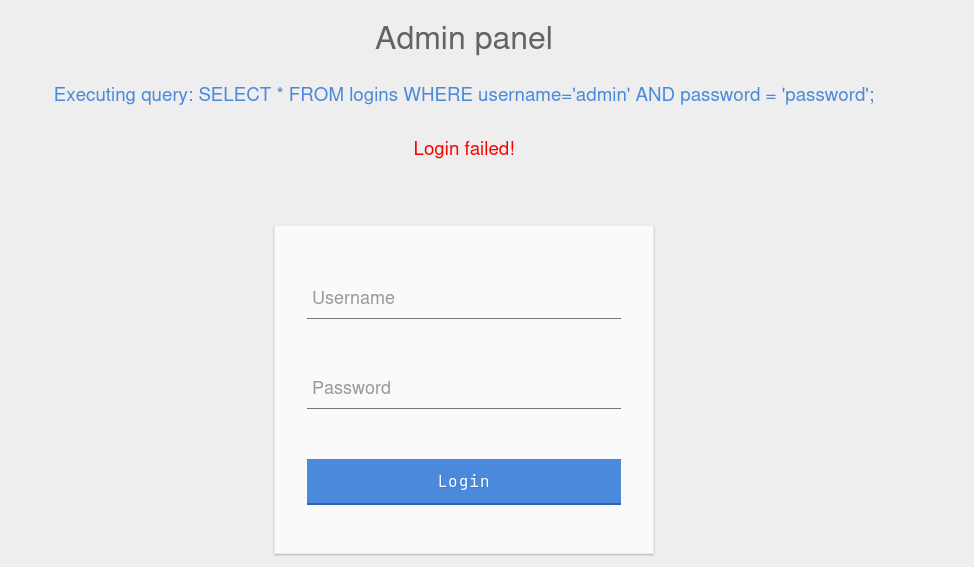 Admin panel
Executing query: SELECT * FROM logins WHERE username='admin' AND password = 'password';
Login failed!
Username
Password
Login